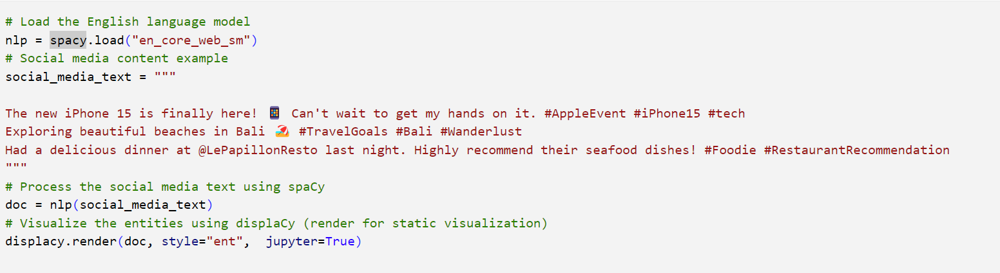 # Load the English language model
nlp = spacy.load("en_core_web_sm")
# Social media content example
social_media_text = """
The new iPhone 15 is finally here! 📱 Can't wait to get my hands on it. #AppleEvent #iPhone15 #tech
Exploring beautiful beaches in Bali 🏖️ #TravelGoals #Bali #Wanderlust
Had a delicious dinner at @LePapillonResto last night. Highly recommend their seafood dishes! #Foodie #RestaurantRecommendation
"""
# Process the social media text using spaCy
doc = nlp(social_media_text)
# Visualize the entities using displaCy (render for static visualization)
displacy.render(doc, style="ent",  jupyter=True)